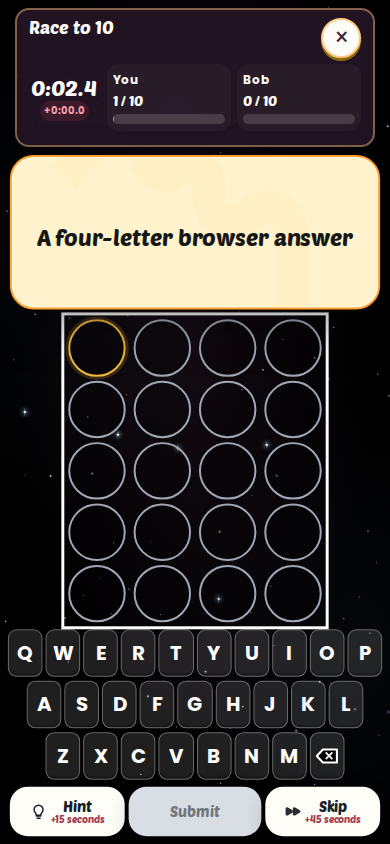 Race to 10
×
0:02.4
+0:00.0
You
1 / 10
Bob
0 / 10
A four-letter browser answer
Q W E R T Y U I O P
A S D F G H J K L
Z X C V B N M
Hint
+15 seconds
Submit
Skip
+45 seconds